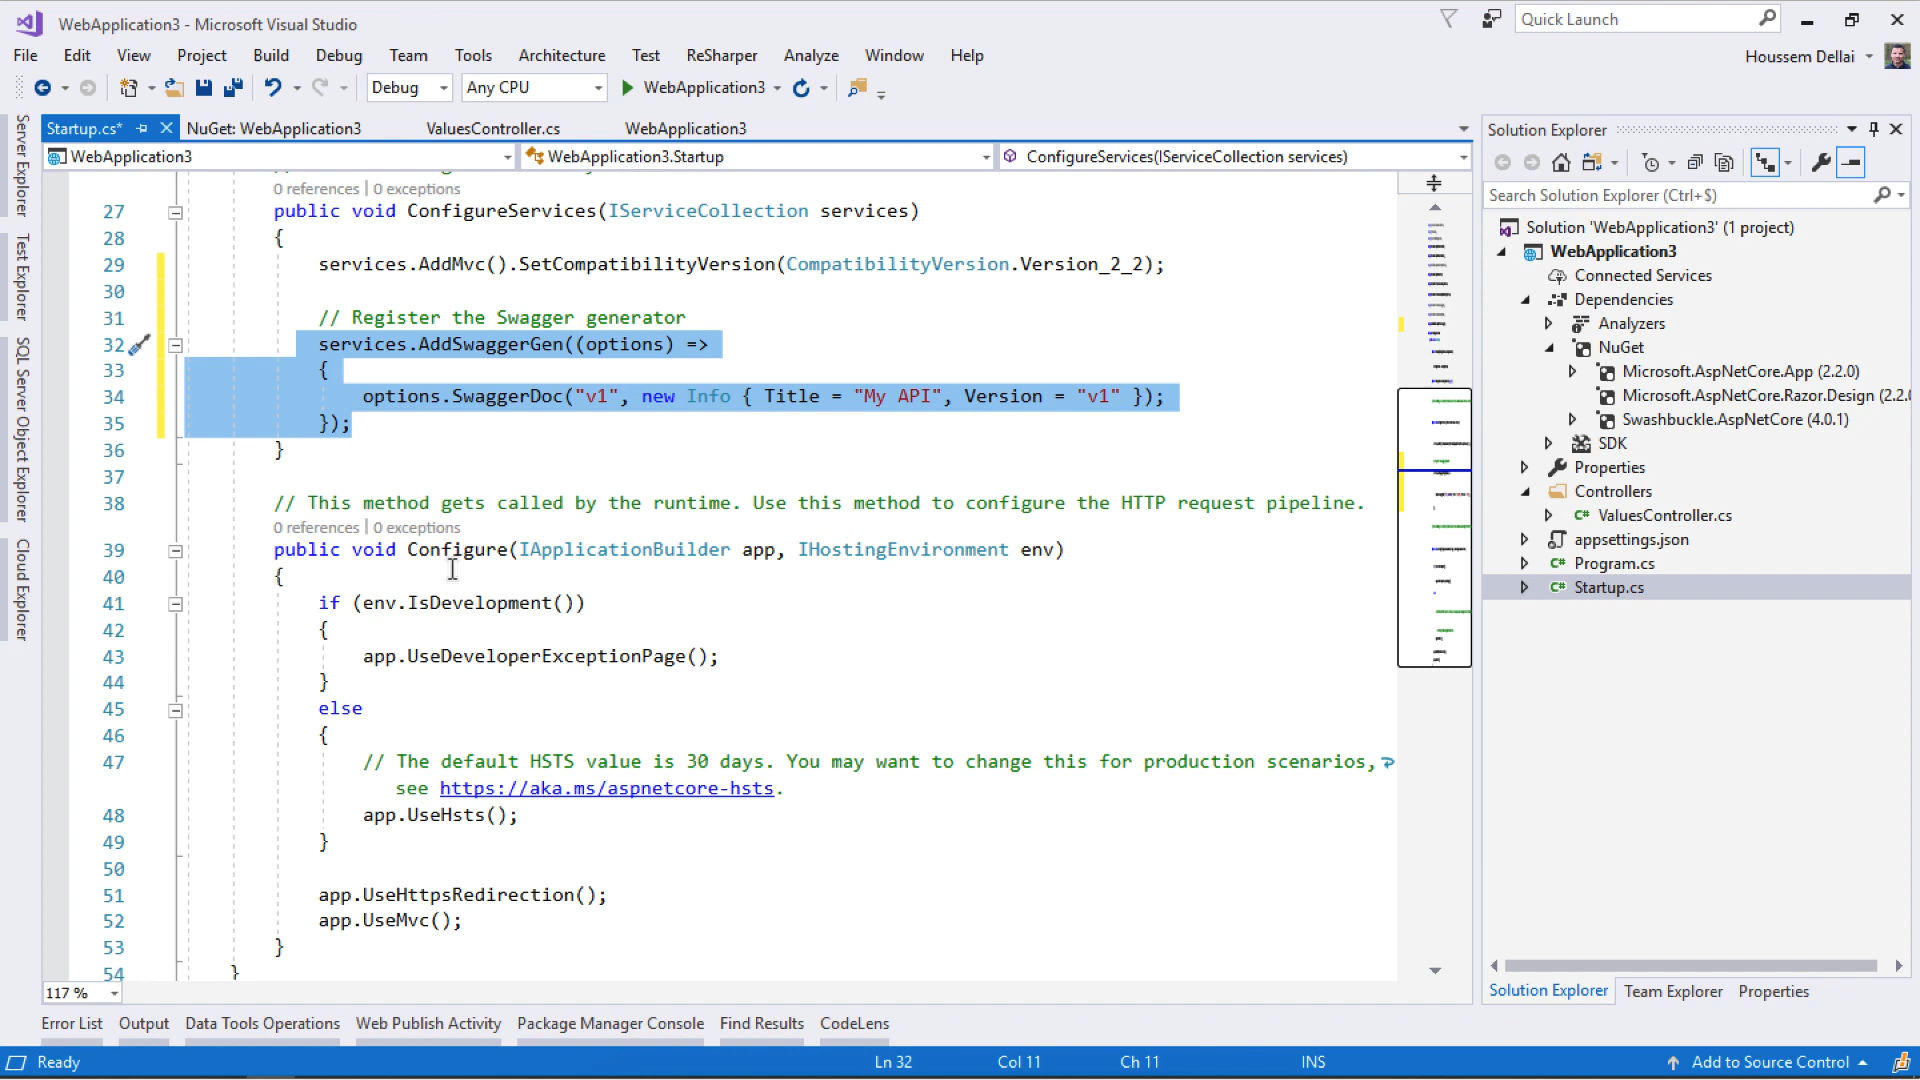 WebApplication3 - Microsoft Visual Studio
Quick Launch
File Edit View Project Build Debug Team Tools Architecture Test ReSharper Analyze Window Help
Houssem Dellai
Debug Any CPU WebApplication3
Startup.cs* NuGet: WebApplication3 ValuesController.cs WebApplication3
WebApplication3 WebApplication3.Startup ConfigureServices(IServiceCollection services)
Server Explorer
Test Explorer
SQL Server Object Explorer
Cloud Explorer
0 references | 0 exceptions
27 public void ConfigureServices(IServiceCollection services)
28 {
29 services.AddMvc().SetCompatibilityVersion(CompatibilityVersion.Version_2_2);
30
31 // Register the Swagger generator
32 services.AddSwaggerGen((options) =>
33 {
34 options.SwaggerDoc("v1", new Info { Title = "My API", Version = "v1" });
35 });
36 }
37
38 // This method gets called by the runtime. Use this method to configure the HTTP request pipeline.
0 references | 0 exceptions
39 public void Configure(IApplicationBuilder app, IHostingEnvironment env)
40 {
41 if (env.IsDevelopment())
42 {
43 app.UseDeveloperExceptionPage();
44 }
45 else
46 {
47 // The default HSTS value is 30 days. You may want to change this for production scenarios,
see https://aka.ms/aspnetcore-hsts.
48 app.UseHsts();
49 }
50
51 app.UseHttpsRedirection();
52 app.UseMvc();
53 }
54 }
117 %
Solution Explorer
Search Solution Explorer (Ctrl+$)
Solution 'WebApplication3' (1 project)
WebApplication3
Connected Services
Dependencies
Analyzers
NuGet
Microsoft.AspNetCore.App (2.2.0)
Microsoft.AspNetCore.Razor.Design (2.2.0
Swashbuckle.AspNetCore (4.0.1)
SDK
Properties
Controllers
C# ValuesController.cs
appsettings.json
C# Program.cs
C# Startup.cs
Solution Explorer Team Explorer Properties
Error List Output Data Tools Operations Web Publish Activity Package Manager Console Find Results CodeLens
Ready Ln 32 Col 11 Ch 11 INS Add to Source Control